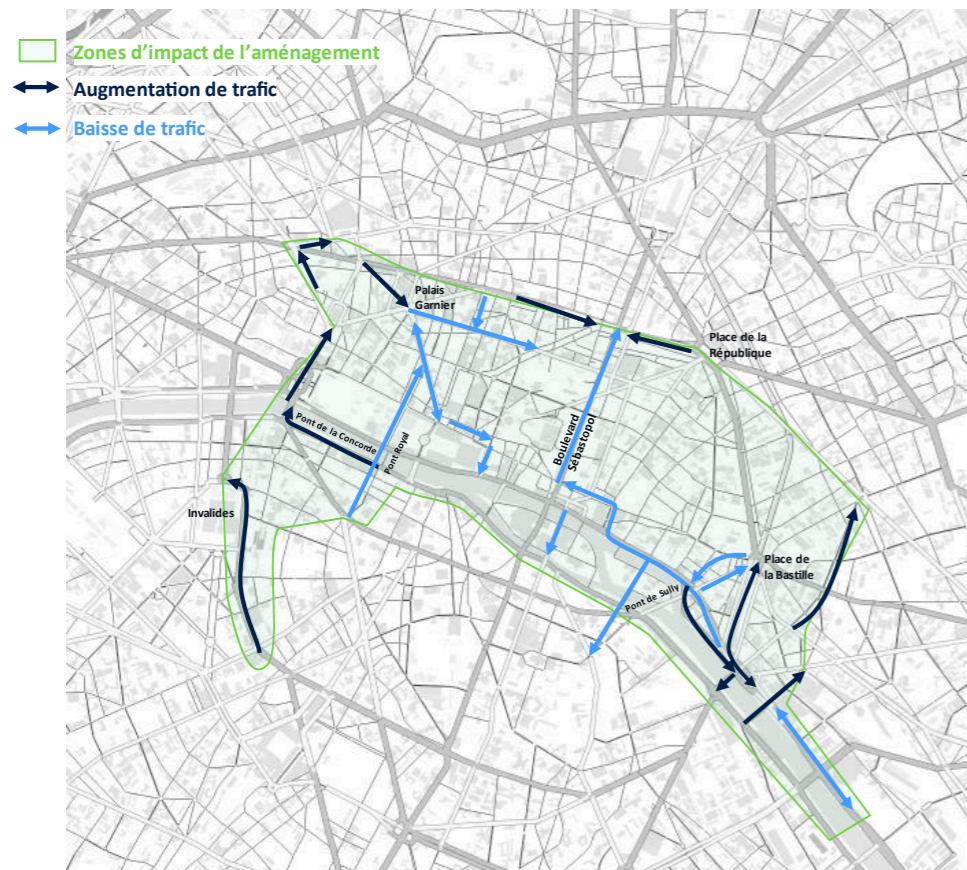 Zones d'impact de l'aménagement
Augmentation de trafic
Baisse de trafic
Palais
Garnier
Place de la
République
Pont de la Concorde
Pont Royal
Boulevard
Sébastopol
Invalides
Place de
la Bastille
Pont de Sully